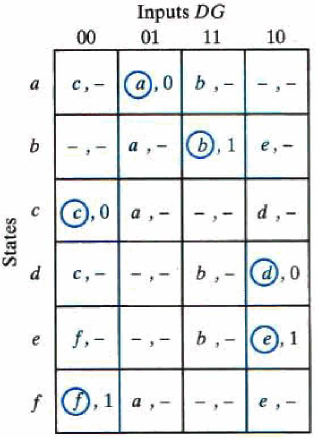 Inputs DG
00 01 11 10
a c , – a , 0 b , – – , –
b – , – a , – b , 1 e , –
c c , 0 a , – – , – d , –
States
d c , – – , – b , – d , 0
e f , – – , – b , – e , 1
f f , 1 a , – – , – e , –